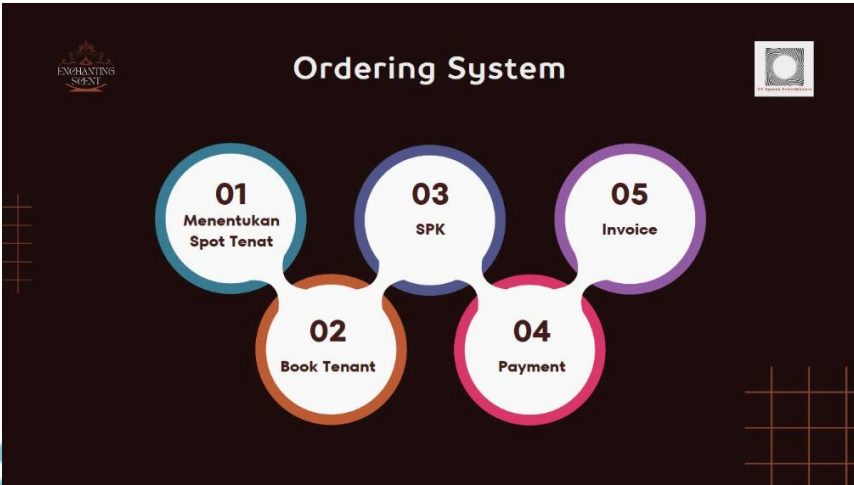 ENCHANTING
SCENT
Ordering System
01
Menentukan
Spot Tenat
02
Book Tenant
03
SPK
04
Payment
05
Invoice